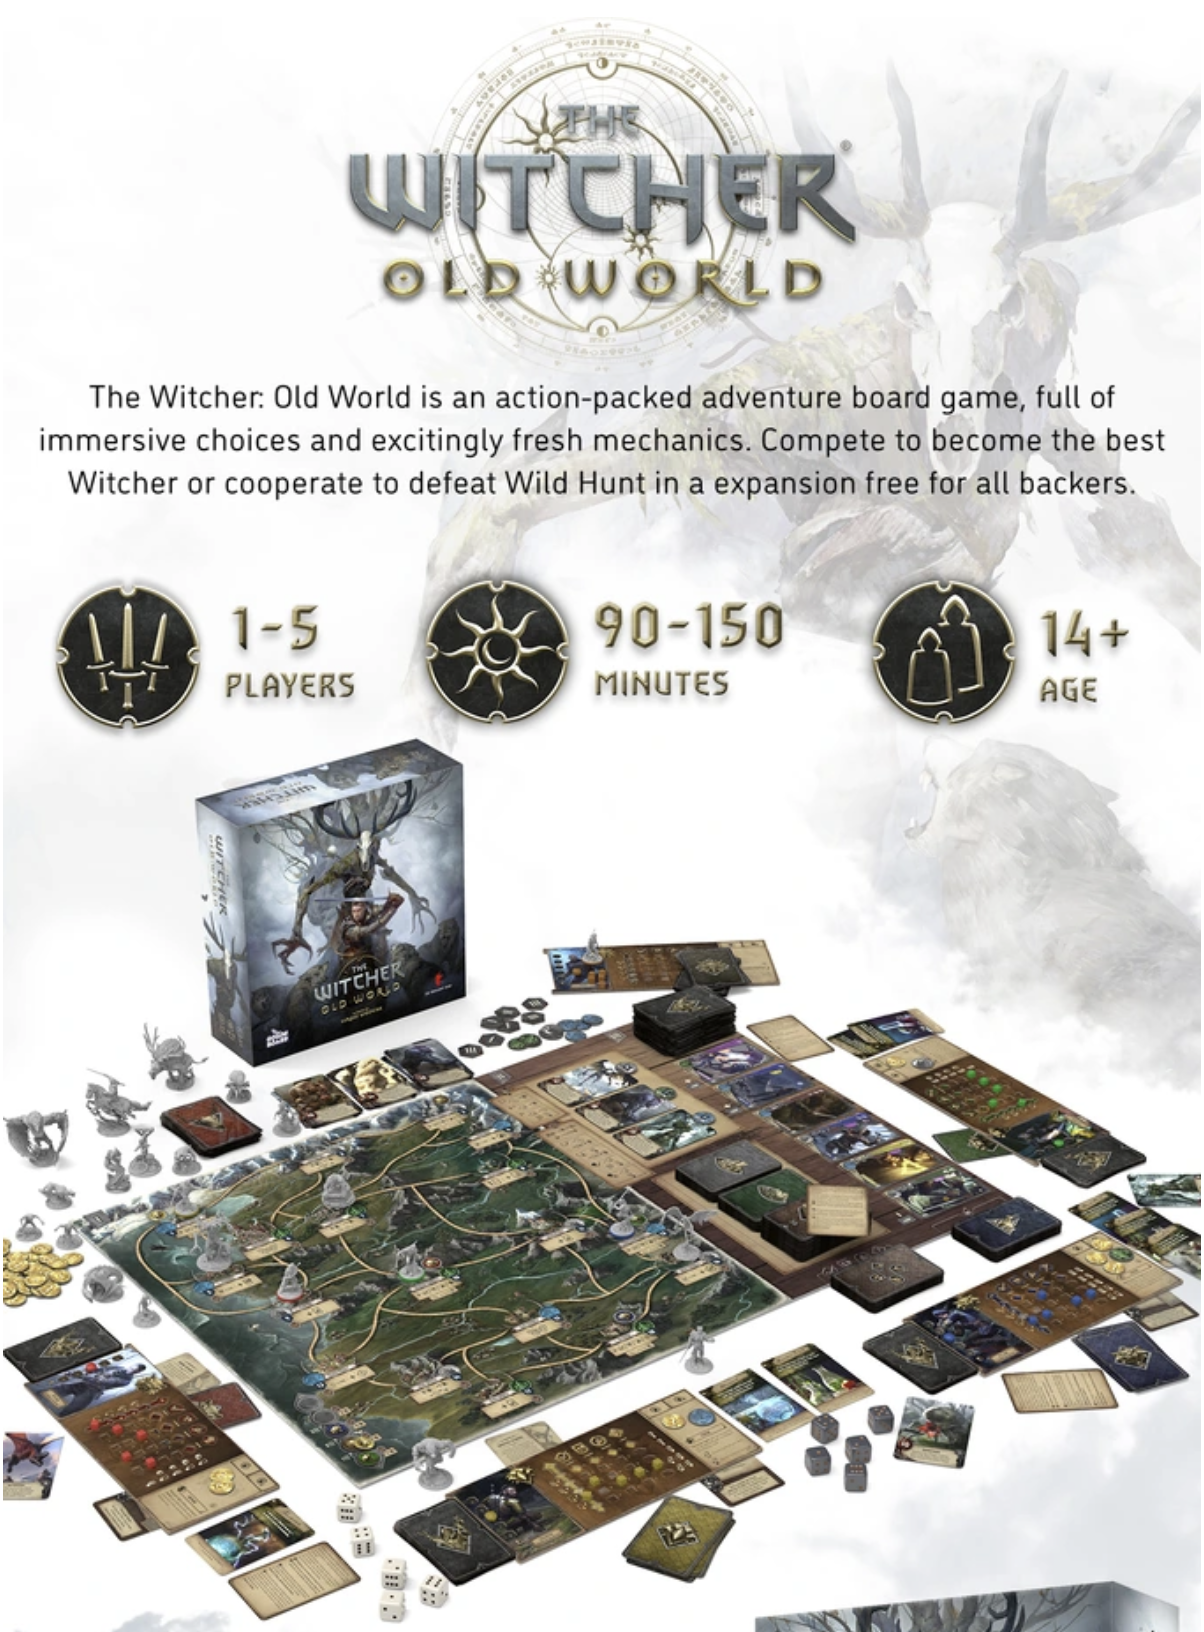 THE
WITCHER®
OLD WORLD
The Witcher: Old World is an action-packed adventure board game, full of
immersive choices and excitingly fresh mechanics. Compete to become the best
Witcher or cooperate to defeat Wild Hunt in a expansion free for all backers.
1-5
PLAYERS
90-150
MINUTES
14+
AGE
THE
WITCHER
OLD WORLD
WITCHER